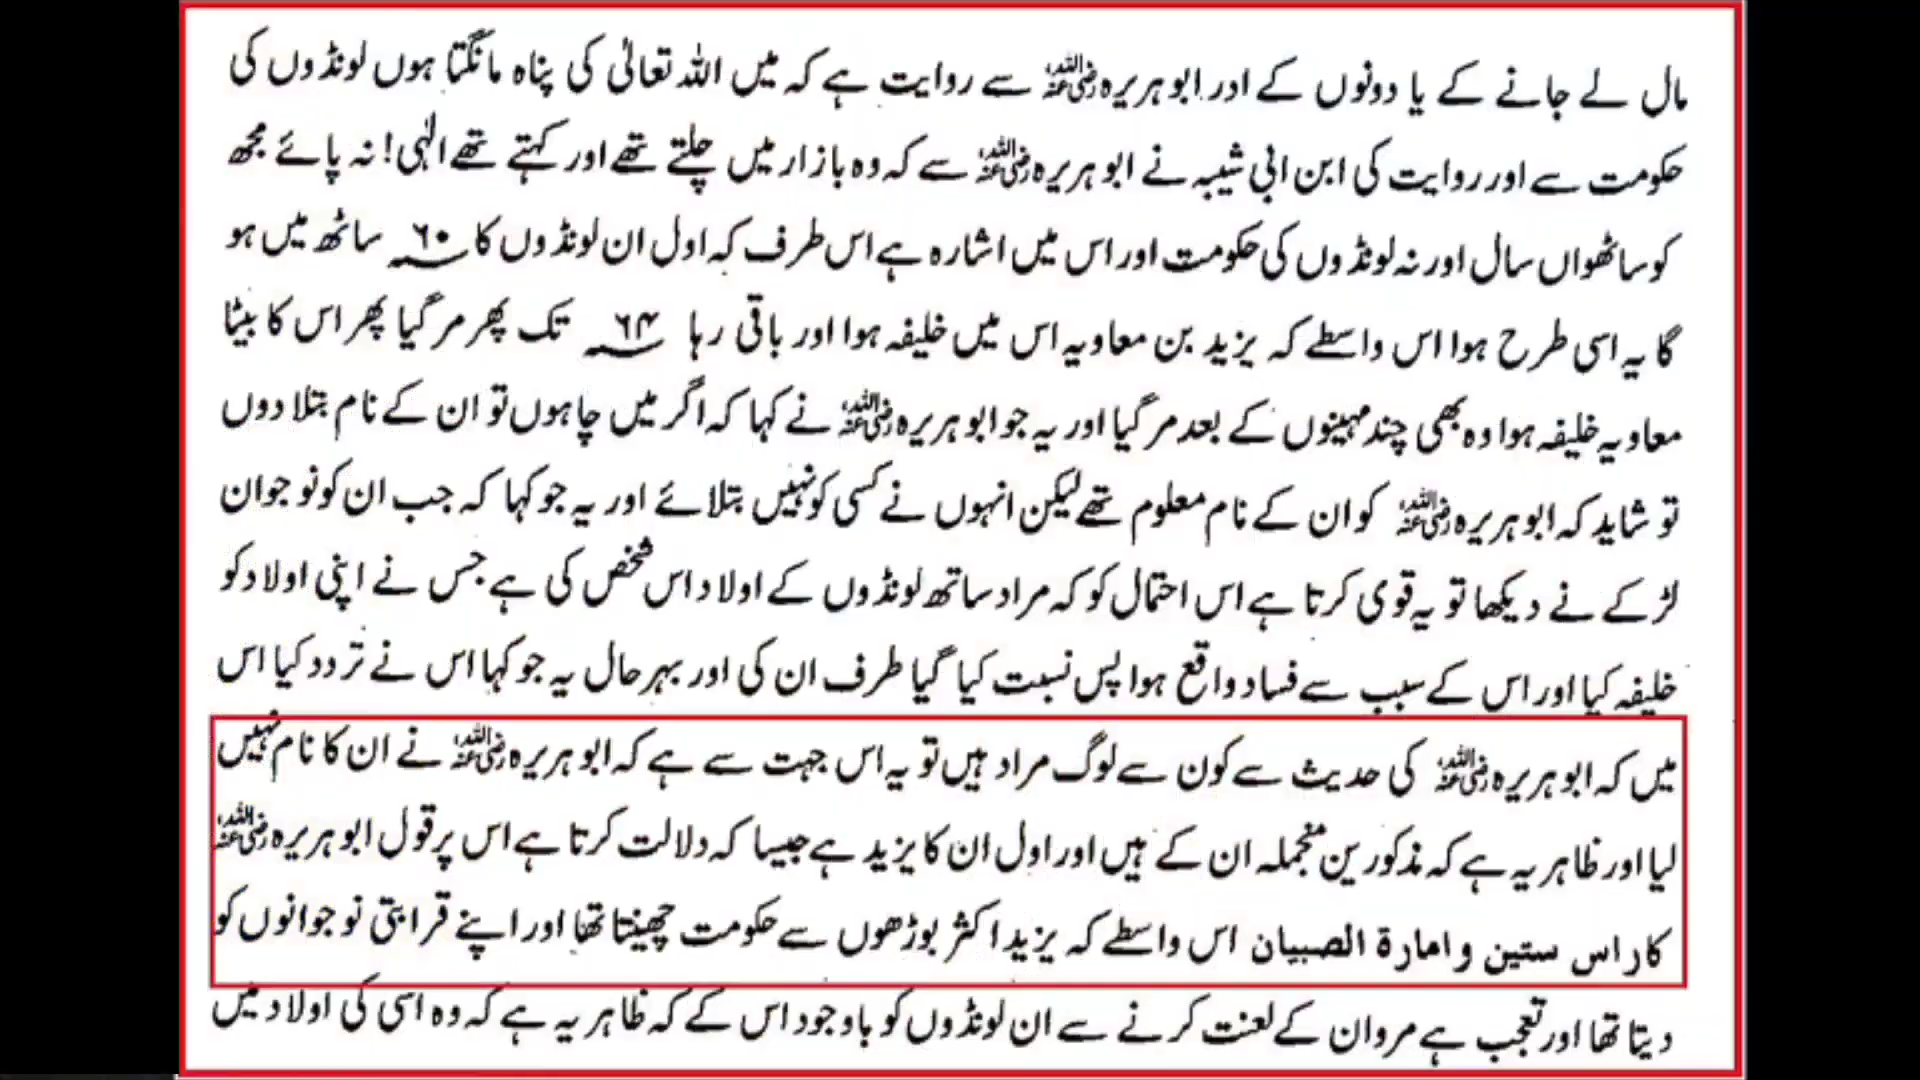 مال لے جانے کے یا دونوں کے اور ابو ہریرہ رضی اللہ عنہ سے روایت ہے کہ میں اللہ تعالیٰ کی پناہ مانگتا ہوں لونڈوں کی
حکومت سے اور روایت کی ابن ابی شیبہ نے ابو ہریرہ رضی اللہ عنہ سے کہ وہ بازار میں چلتے تھے اور کہتے تھے الٰہی! نہ پائے مجھ
کو ساٹھواں سال اور نہ لونڈوں کی حکومت اور اس میں اشارہ ہے اس طرف کہ اول ان لونڈوں کا ۶۰؁ ساٹھ میں ہو
گا یہ اسی طرح ہوا اس واسطے کہ یزید بن معاویہ اس میں خلیفہ ہوا اور باقی رہا ۶۴؁ تک پھر مر گیا پھر اس کا بیٹا
معاویہ خلیفہ ہوا وہ بھی چند مہینوں کے بعد مر گیا اور یہ جو ابو ہریرہ رضی اللہ عنہ نے کہا کہ اگر میں چاہوں تو ان کے نام بتلا دوں
تو شاید کہ ابو ہریرہ رضی اللہ عنہ کو ان کے نام معلوم تھے لیکن انہوں نے کسی کو نہیں بتلائے اور یہ جو کہا کہ جب ان کو نوجوان
لڑکے نے دیکھا تو یہ قوی کرتا ہے اس احتمال کو کہ مراد ساتھ لونڈوں کے اولاد اس شخص کی ہے جس نے اپنی اولاد کو
خلیفہ کیا اور اس کے سبب سے فساد واقع ہوا پس نسبت کیا گیا طرف ان کی اور بہر حال یہ جو کہا اس نے تردد کیا اس
میں کہ ابو ہریرہ رضی اللہ عنہ کی حدیث سے کون سے لوگ مراد ہیں تو یہ اس جہت سے ہے کہ ابو ہریرہ رضی اللہ عنہ نے ان کا نام نہیں
لیا اور ظاہر یہ ہے کہ مذکورین منجملہ ان کے ہیں اور اول ان کا یزید ہے جیسا کہ دلالت کرتا ہے اس پر قول ابو ہریرہ رضی اللہ عنہ
کا راس ستین و امارة الصبیان اس واسطے کہ یزید اکثر بوڑھوں سے حکومت چھینتا تھا اور اپنے قرابتی نوجوانوں کو
دیتا تھا اور تعجب ہے مروان کے لعنت کرنے سے ان لونڈوں کو باوجود اس کے کہ ظاہر یہ ہے کہ وہ اسی کی اولاد میں